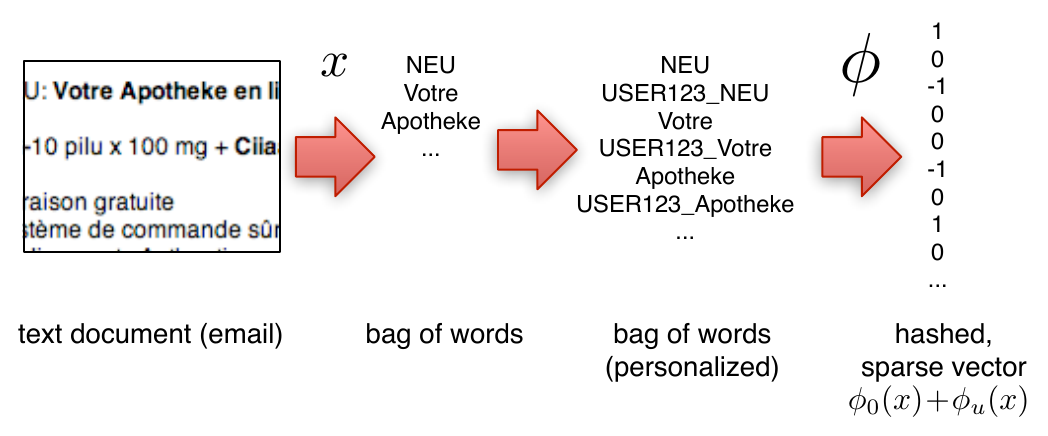 U: Votre Apotheke en li
-10 pilu x 100 mg + Ciia
raison gratuite
stème de commande sûr
text document (email)
x
NEU
Votre
Apotheke
...
bag of words
NEU
USER123_NEU
Votre
USER123_Votre
Apotheke
USER123_Apotheke
...
bag of words
(personalized)
ϕ
1
0
-1
0
0
-1
0
1
0
...
hashed,
sparse vector
ϕ₀(x)+ϕᵤ(x)